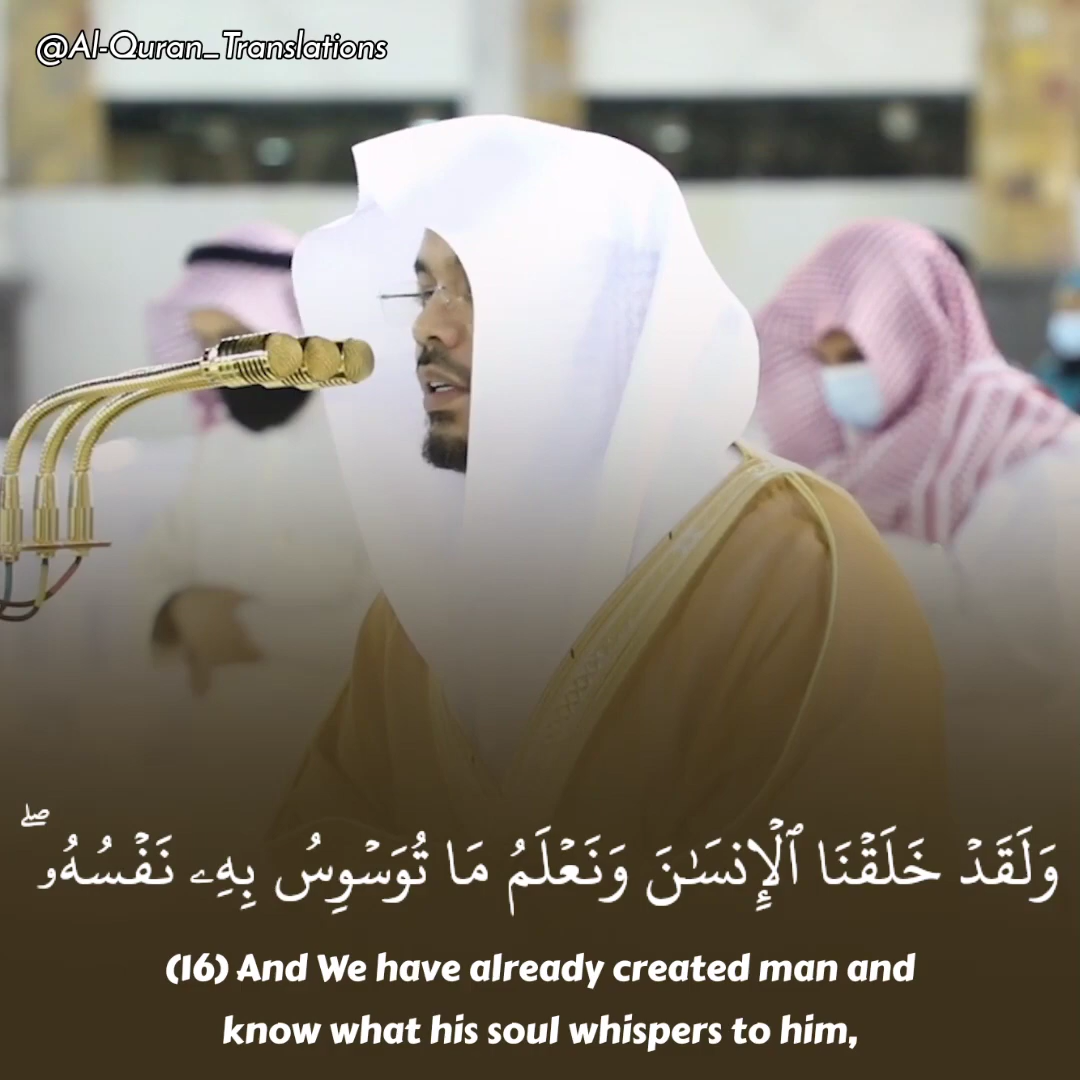 @Al-Quran_Translations
وَلَقَدْ خَلَقْنَا ٱلْإِنسَـٰنَ وَنَعْلَمُ مَا تُوَسْوِسُ بِهِۦ نَفْسُهُۥ ۖ
(16) And We have already created man and
know what his soul whispers to him,